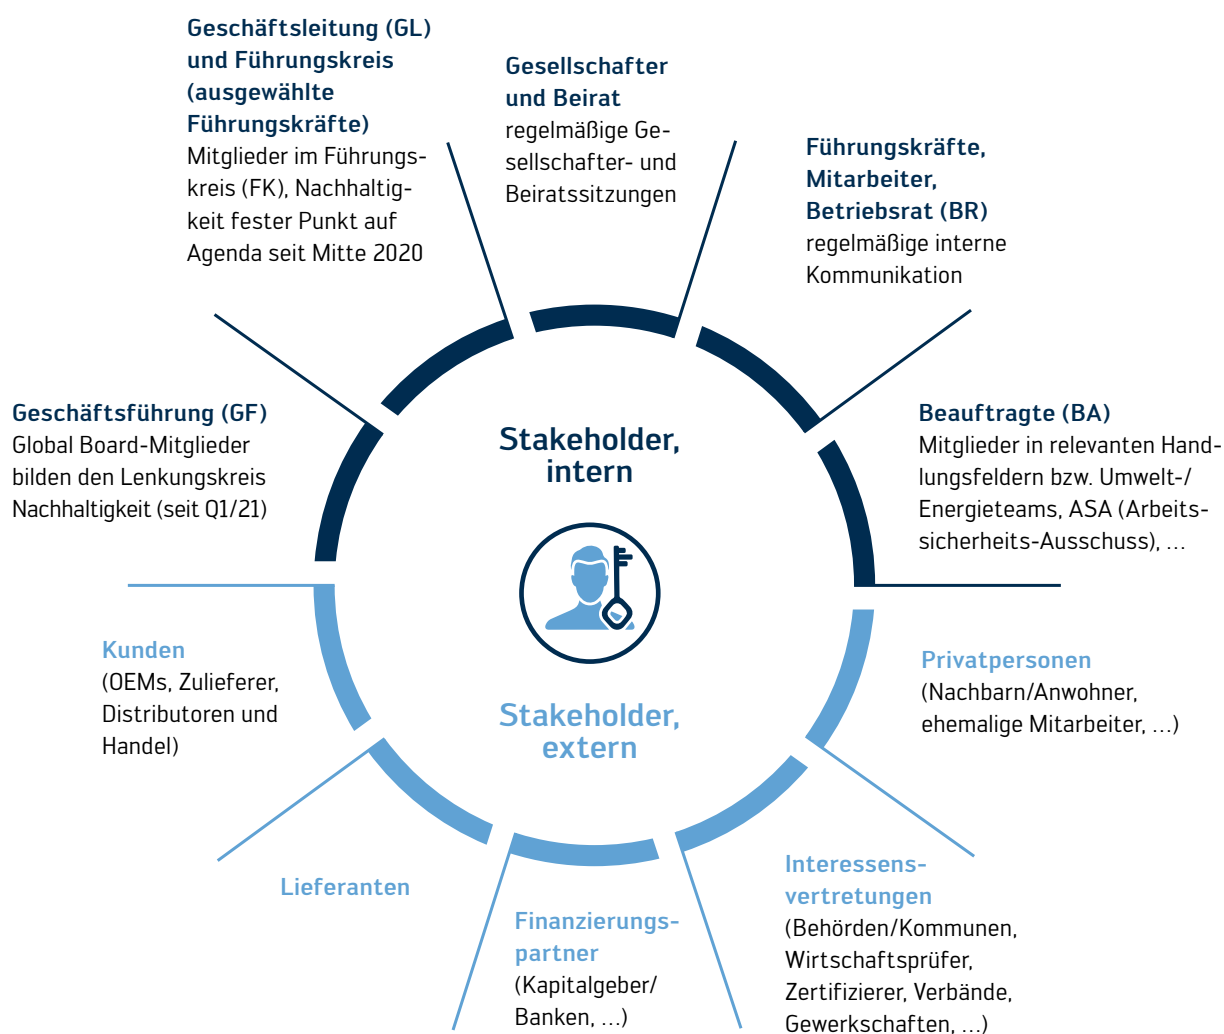 Geschäftsleitung (GL)
und Führungskreis
(ausgewählte
Führungskräfte)
Mitglieder im Führungs-
kreis (FK), Nachhaltig-
keit fester Punkt auf
Agenda seit Mitte 2020
Gesellschafter
und Beirat
regelmäßige Ge-
sellschafter- und
Beiratssitzungen
Führungskräfte,
Mitarbeiter,
Betriebsrat (BR)
regelmäßige interne
Kommunikation
Geschäftsführung (GF)
Global Board-Mitglieder
bilden den Lenkungskreis
Nachhaltigkeit (seit Q1/21)
Stakeholder,
intern
Beauftragte (BA)
Mitglieder in relevanten Hand-
lungsfeldern bzw. Umwelt-/
Energieteams, ASA (Arbeits-
sicherheits-Ausschuss), ...
Kunden
(OEMs, Zulieferer,
Distributoren und
Handel)
Stakeholder,
extern
Privatpersonen
(Nachbarn/Anwohner,
ehemalige Mitarbeiter, ...)
Lieferanten
Finanzierungs-
partner
(Kapitalgeber/
Banken, ...)
Interessens-
vertretungen
(Behörden/Kommunen,
Wirtschaftsprüfer,
Zertifizierer, Verbände,
Gewerkschaften, ...)